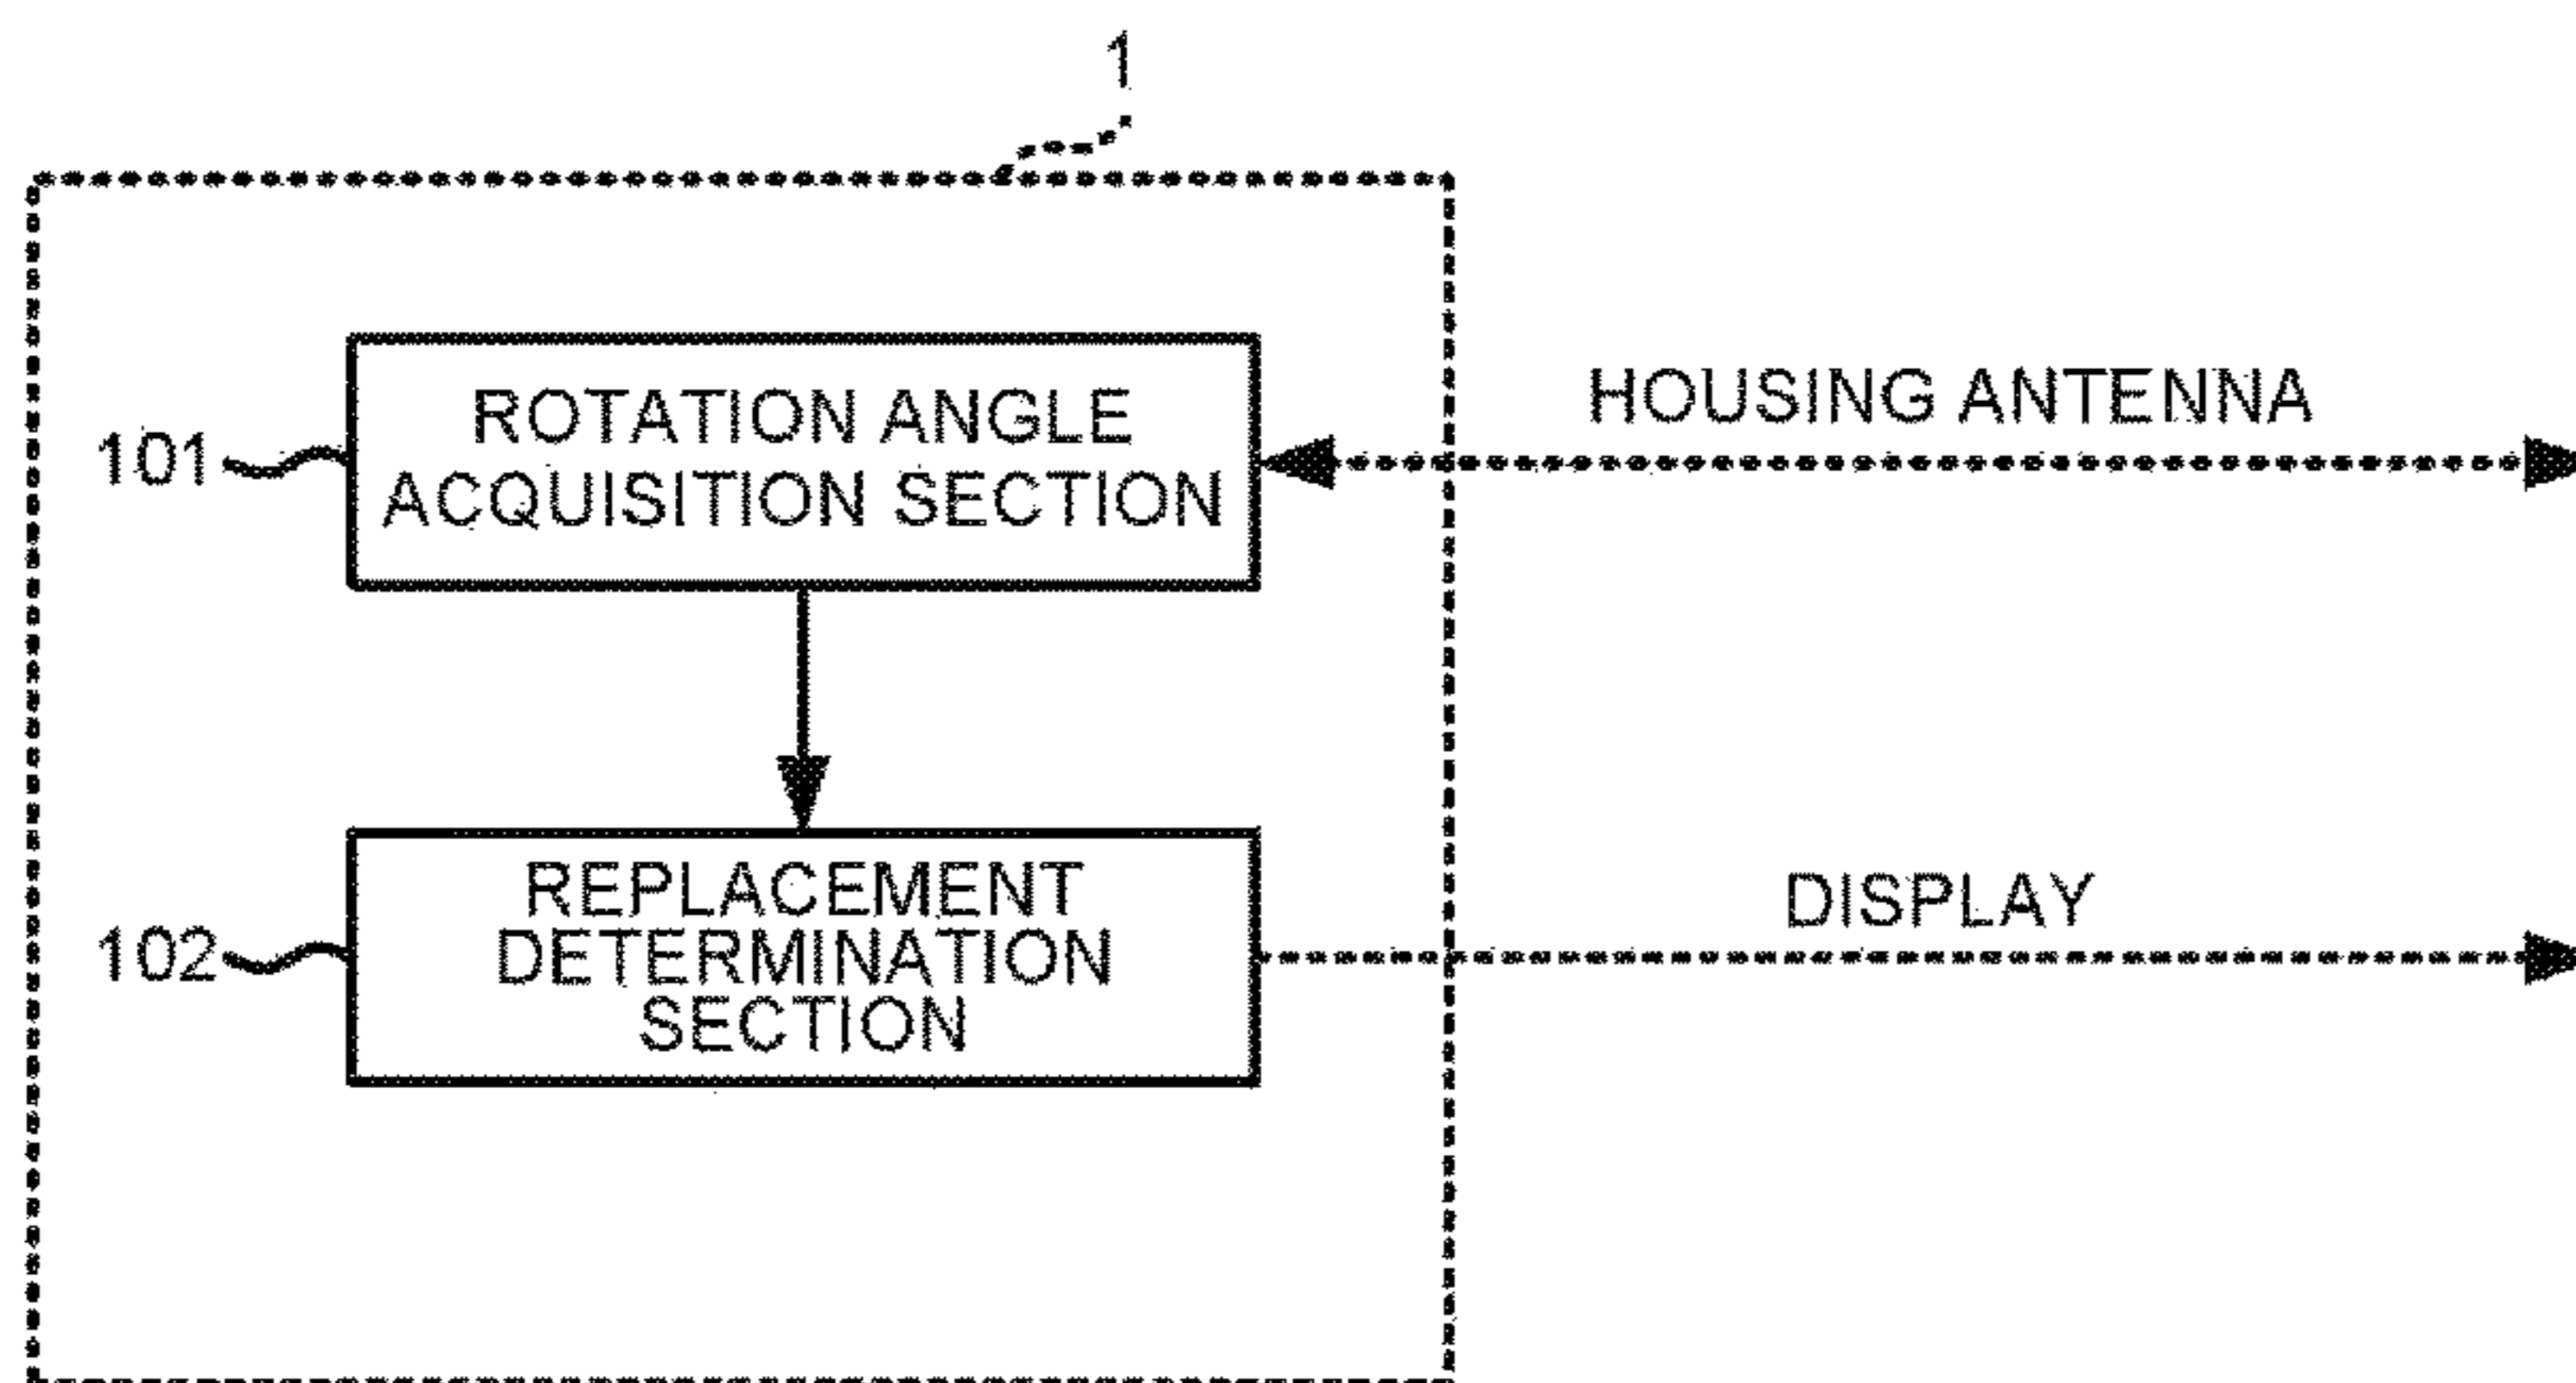 1
101
ROTATION ANGLE
ACQUISITION SECTION
HOUSING ANTENNA
102
REPLACEMENT
DETERMINATION
SECTION
DISPLAY